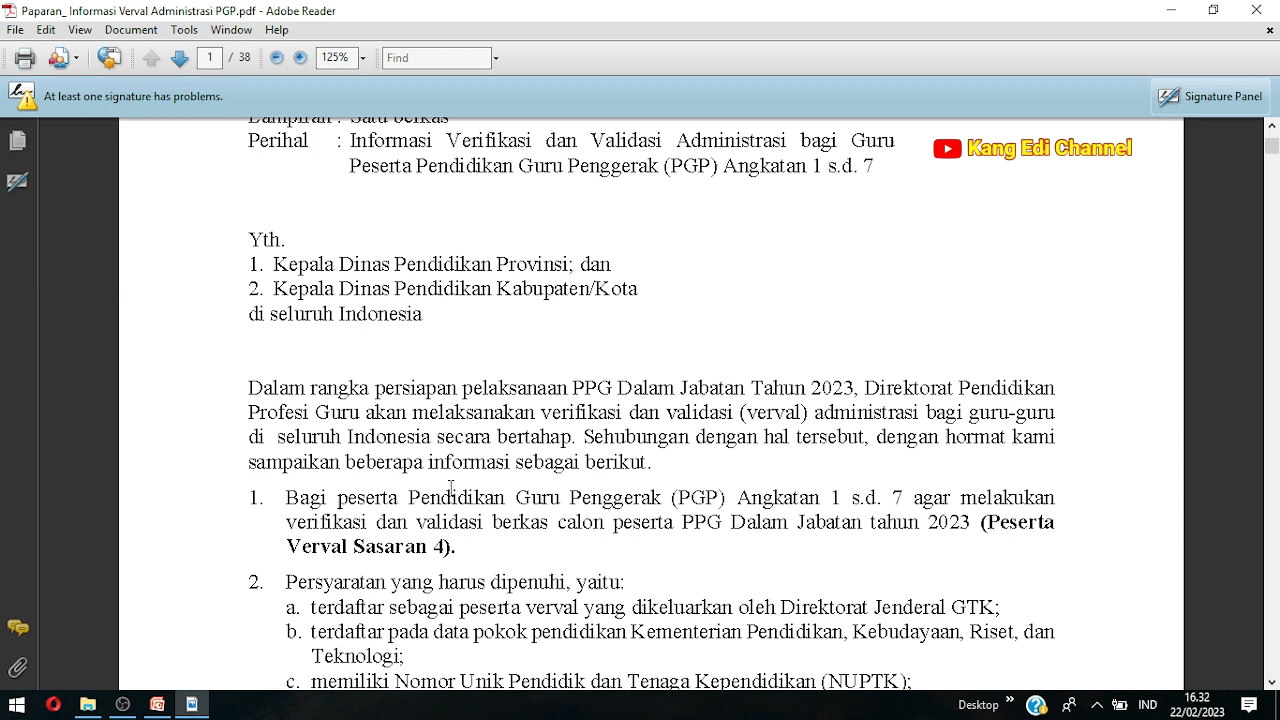 Paparan_ Informasi Verval Administrasi PGP.pdf - Adobe Reader
File Edit View Document Tools Window Help
1 / 38 125% Find
At least one signature has problems.
Signature Panel
Lampiran : Satu berkas
Perihal : Informasi Verifikasi dan Validasi Administrasi bagi Guru
Peserta Pendidikan Guru Penggerak (PGP) Angkatan 1 s.d. 7
Kang Edi Channel
Yth.
1. Kepala Dinas Pendidikan Provinsi; dan
2. Kepala Dinas Pendidikan Kabupaten/Kota
di seluruh Indonesia
Dalam rangka persiapan pelaksanaan PPG Dalam Jabatan Tahun 2023, Direktorat Pendidikan
Profesi Guru akan melaksanakan verifikasi dan validasi (verval) administrasi bagi guru-guru
di seluruh Indonesia secara bertahap. Sehubungan dengan hal tersebut, dengan hormat kami
sampaikan beberapa informasi sebagai berikut.
1. Bagi peserta Pendidikan Guru Penggerak (PGP) Angkatan 1 s.d. 7 agar melakukan
verifikasi dan validasi berkas calon peserta PPG Dalam Jabatan tahun 2023 (Peserta
Verval Sasaran 4).
2. Persyaratan yang harus dipenuhi, yaitu:
a. terdaftar sebagai peserta verval yang dikeluarkan oleh Direktorat Jenderal GTK;
b. terdaftar pada data pokok pendidikan Kementerian Pendidikan, Kebudayaan, Riset, dan
Teknologi;
c. memiliki Nomor Unik Pendidik dan Tenaga Kependidikan (NUPTK);
Desktop » IND 16.32
22/02/2023